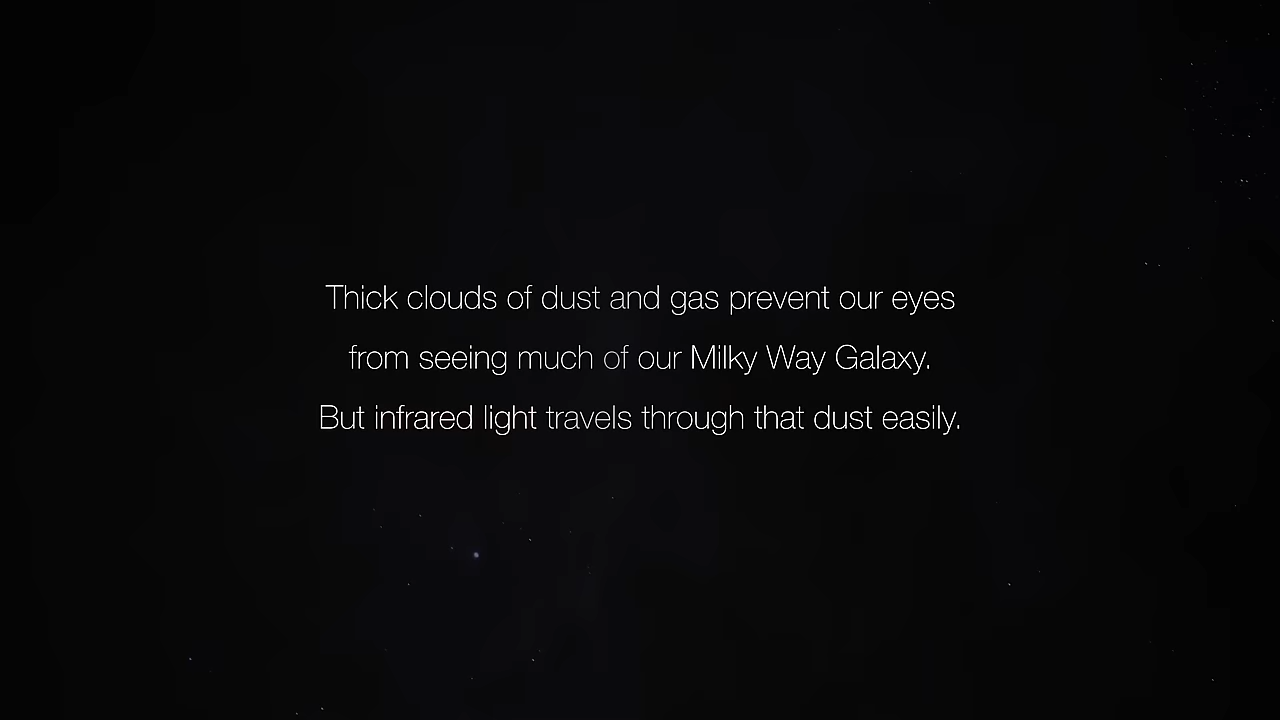 Thick clouds of dust and gas prevent our eyes
from seeing much of our Milky Way Galaxy.
But infrared light travels through that dust easily.